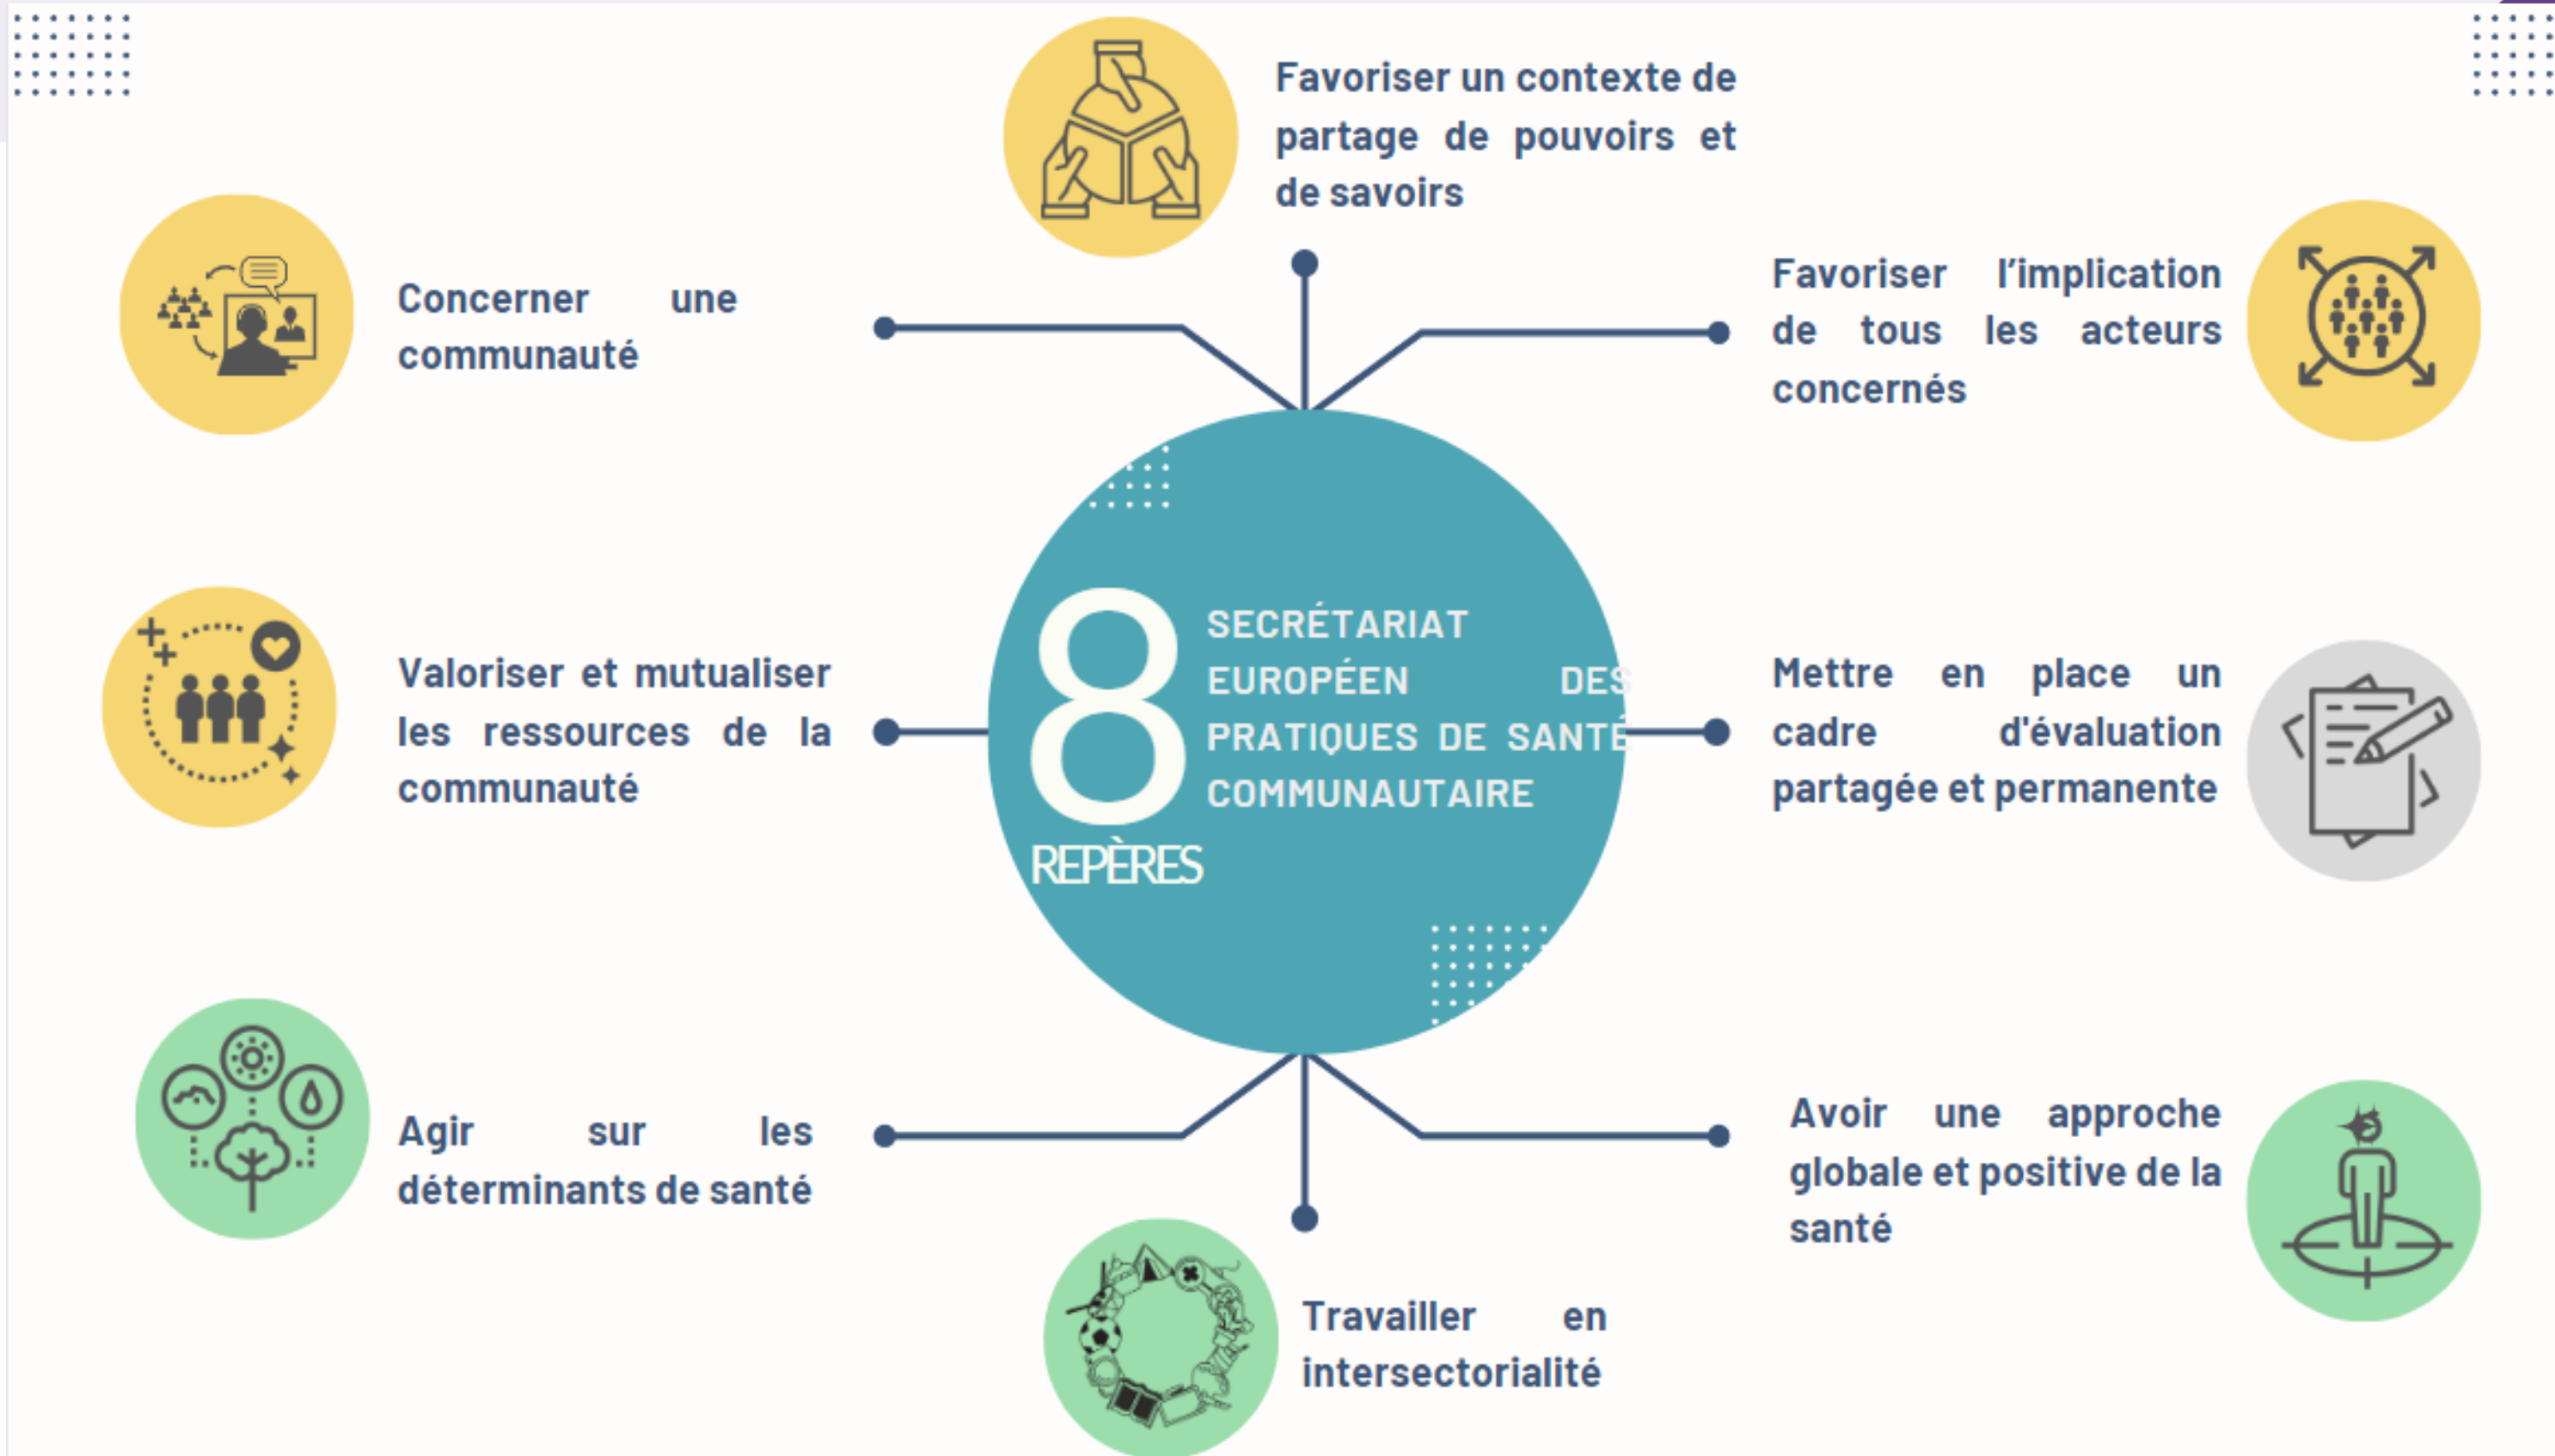 Favoriser un contexte de
partage de pouvoirs et
de savoirs
Concerner une
communauté
Favoriser l’implication
de tous les acteurs
concernés
Valoriser et mutualiser
les ressources de la
communauté
8
REPÈRES
SECRÉTARIAT
EUROPÉEN DES
PRATIQUES DE SANTÉ
COMMUNAUTAIRE
Mettre en place un
cadre d'évaluation
partagée et permanente
Agir sur les
déterminants de santé
Avoir une approche
globale et positive de la
santé
Travailler en
intersectorialité